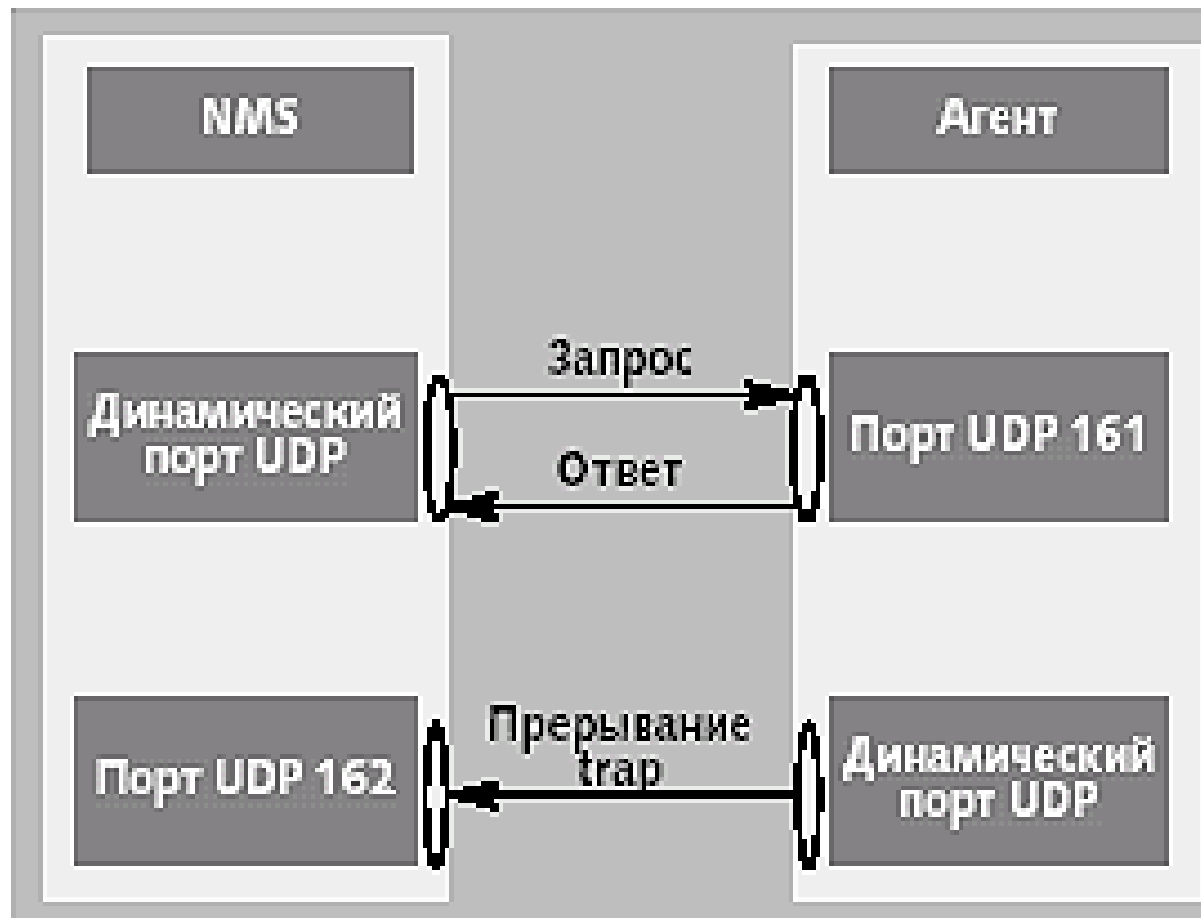 NMS
Агент
Запрос
Динамический
порт UDP
Порт UDP 161
Ответ
Прерывание
trap
Порт UDP 162
Динамический
порт UDP